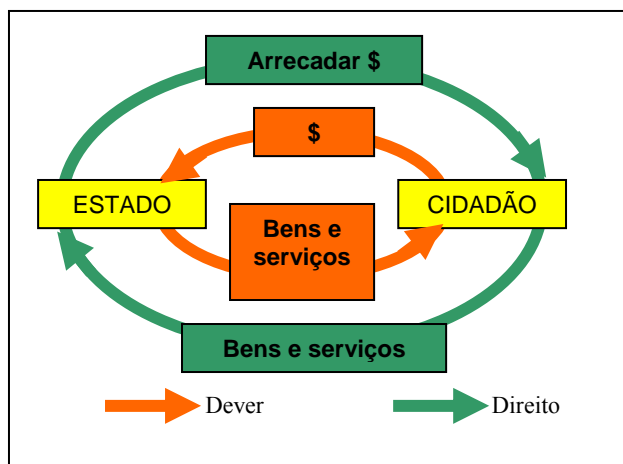 Arrecadar $
$
ESTADO
CIDADÃO
Bens e
serviços
Bens e serviços
Dever
Direito